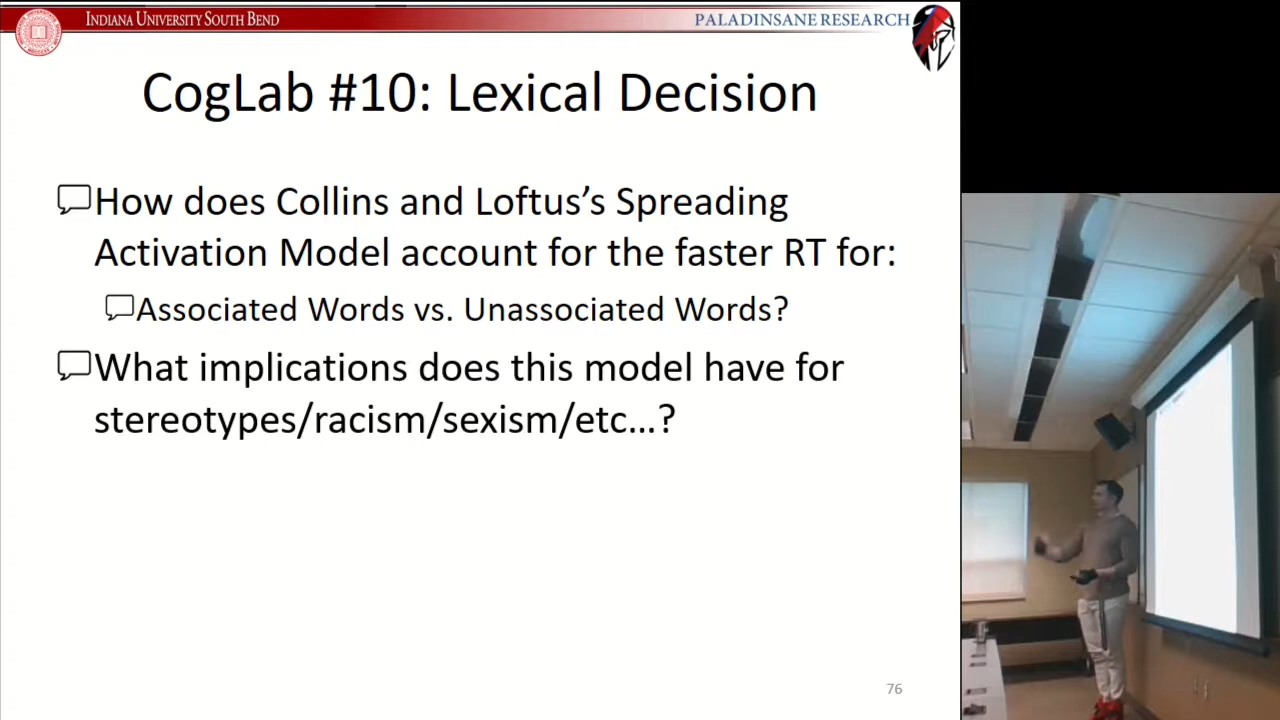 INDIANA UNIVERSITY SOUTH BEND
PALADINSANE RESEARCH
CogLab #10: Lexical Decision
How does Collins and Loftus’s Spreading
Activation Model account for the faster RT for:
Associated Words vs. Unassociated Words?
What implications does this model have for
stereotypes/racism/sexism/etc…?
76